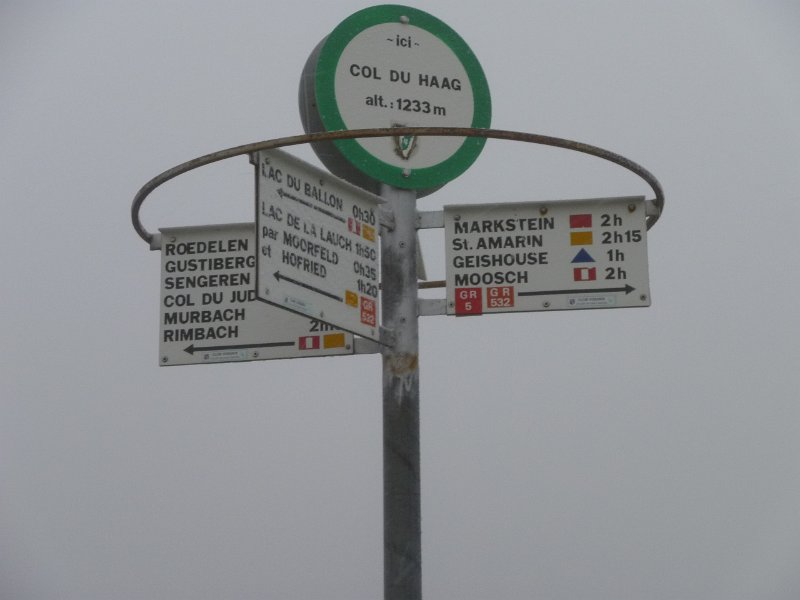 ~ici~
COL DU HAAG
alt.: 1233 m
LAC DU BALLON 0h30
LAC DE LA LAUCH 1h50
par MOORFELD 0h35
et HOFRIED 1h20
GR
532
ROEDELEN
GUSTIBERG
SENGEREN
COL DU JUD
MURBACH
RIMBACH
MARKSTEIN 2h
St. AMARIN 2h15
GEISHOUSE 1h
MOOSCH 2h
GR
5
GR
532